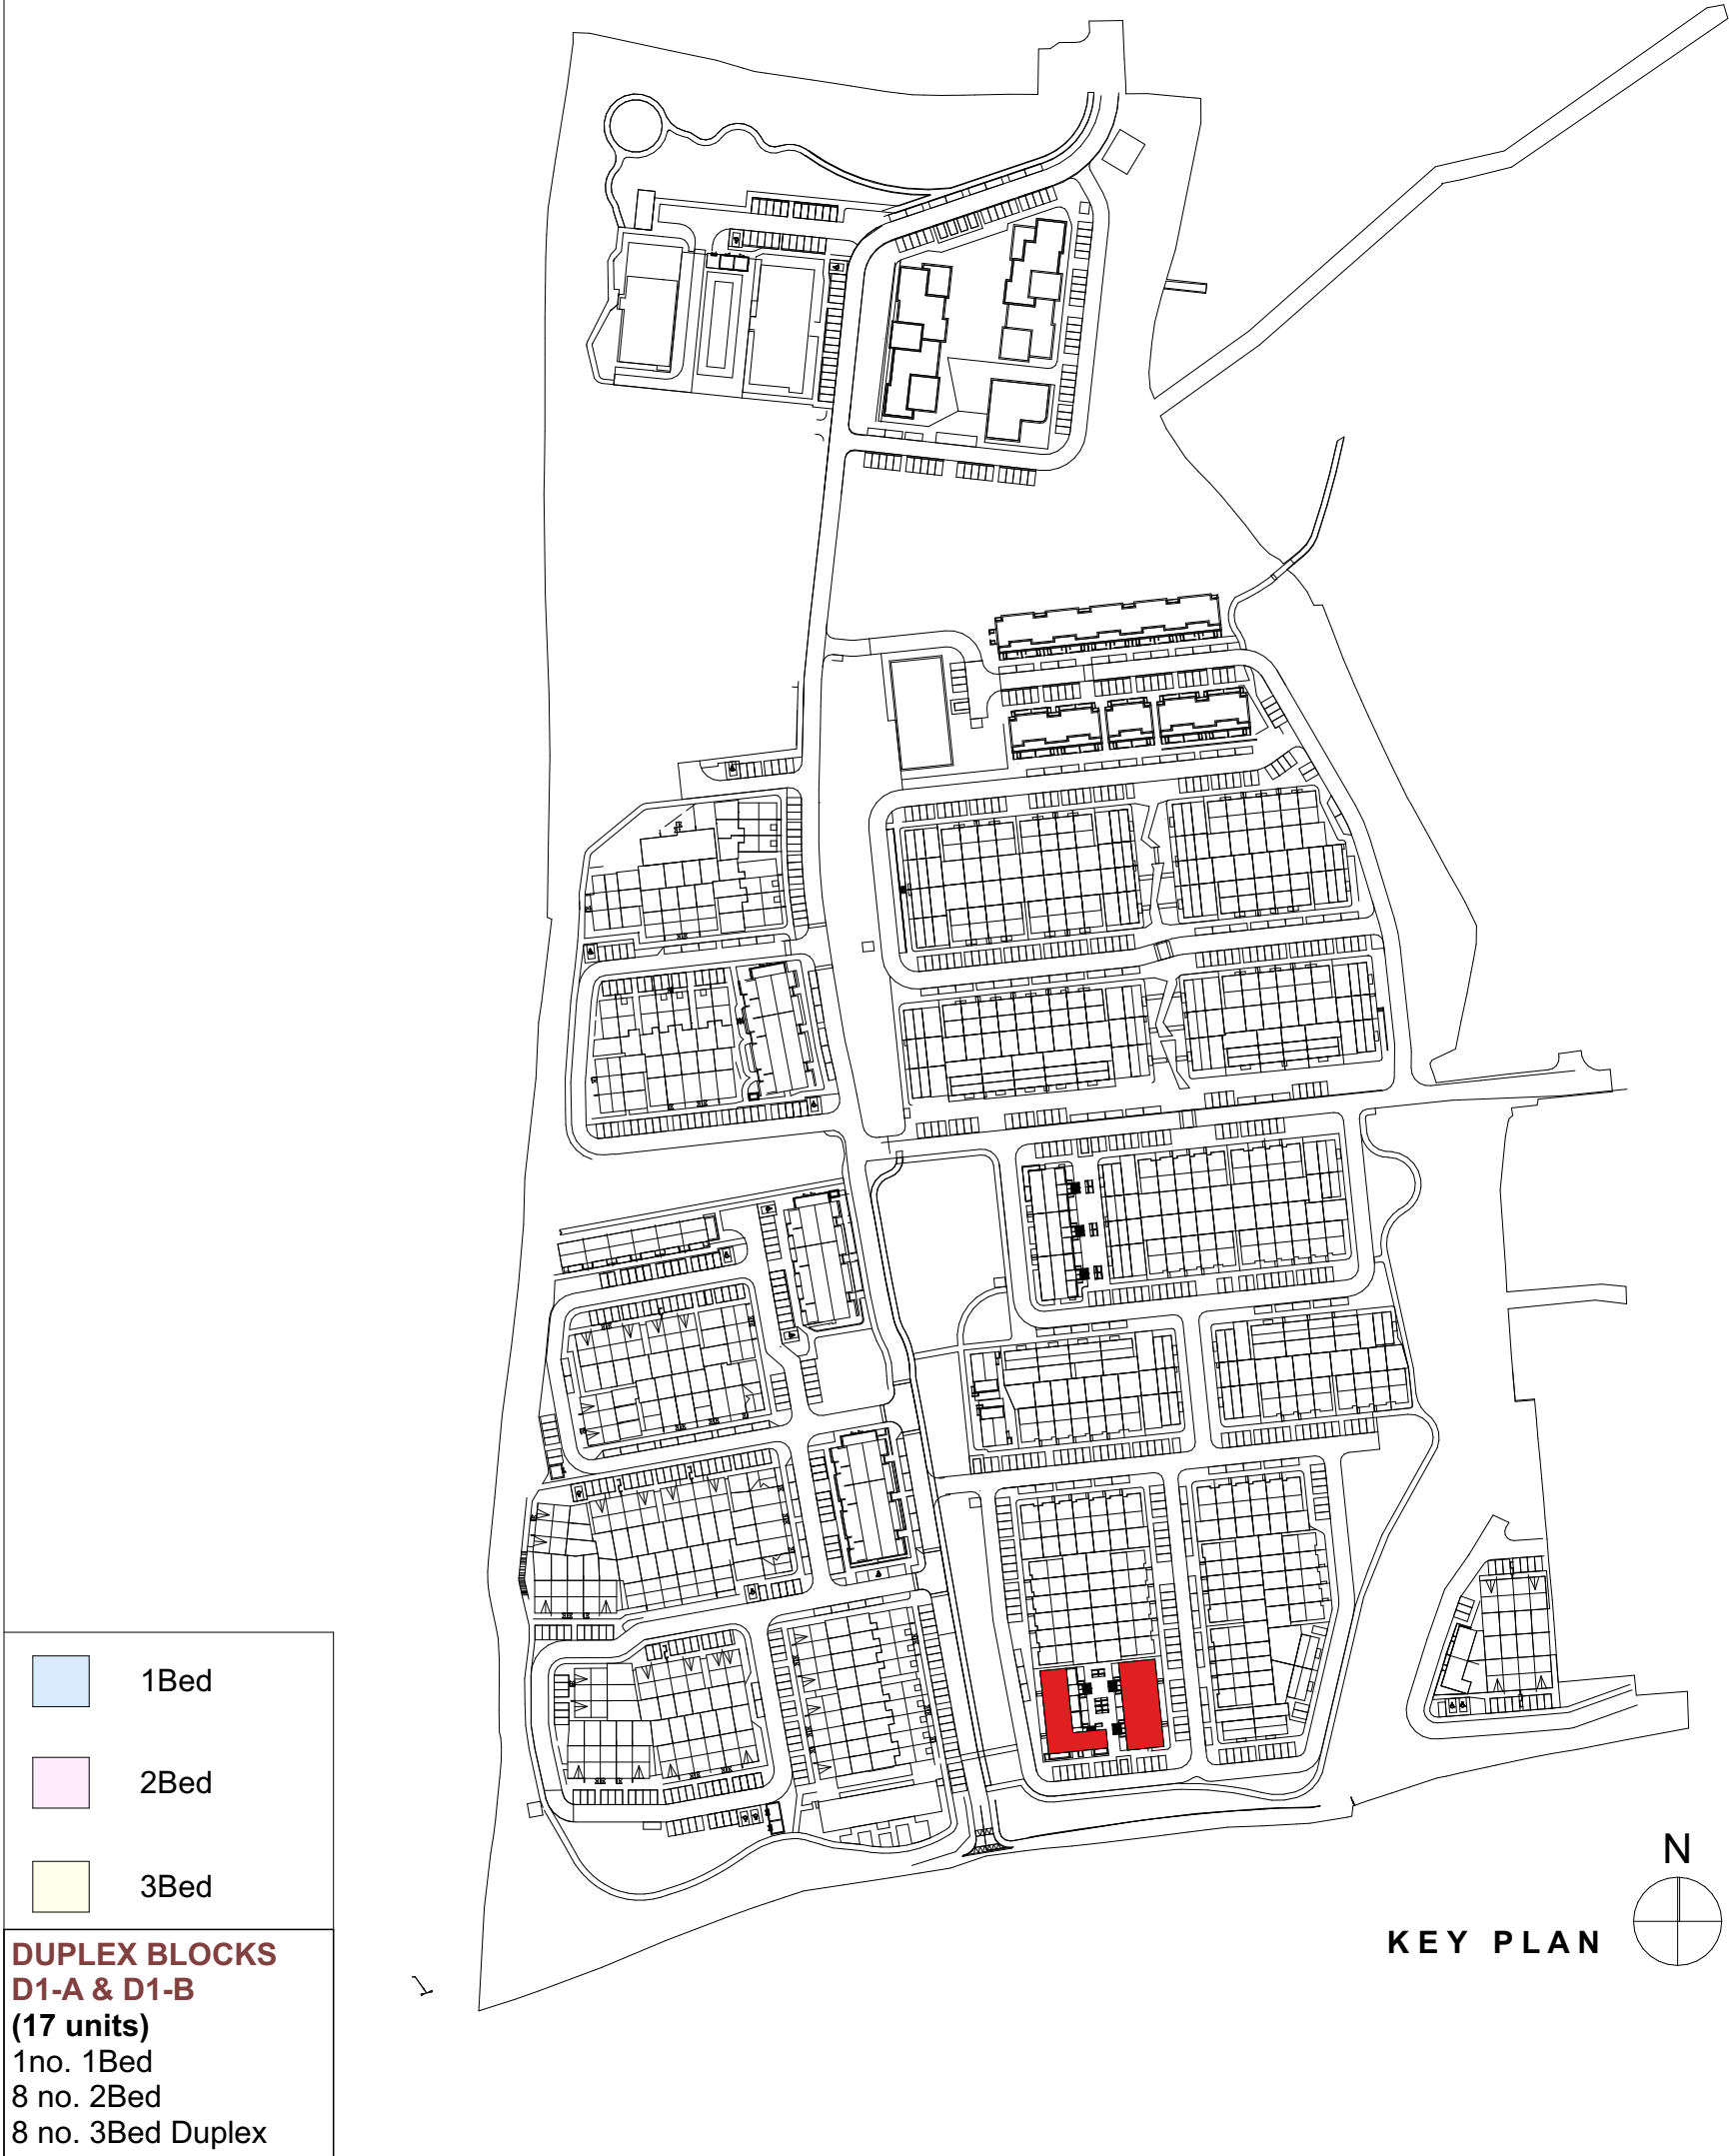 1Bed
2Bed
3Bed
DUPLEX BLOCKS
D1-A & D1-B
(17 units)
1no. 1Bed
8 no. 2Bed
8 no. 3Bed Duplex
N
KEY PLAN